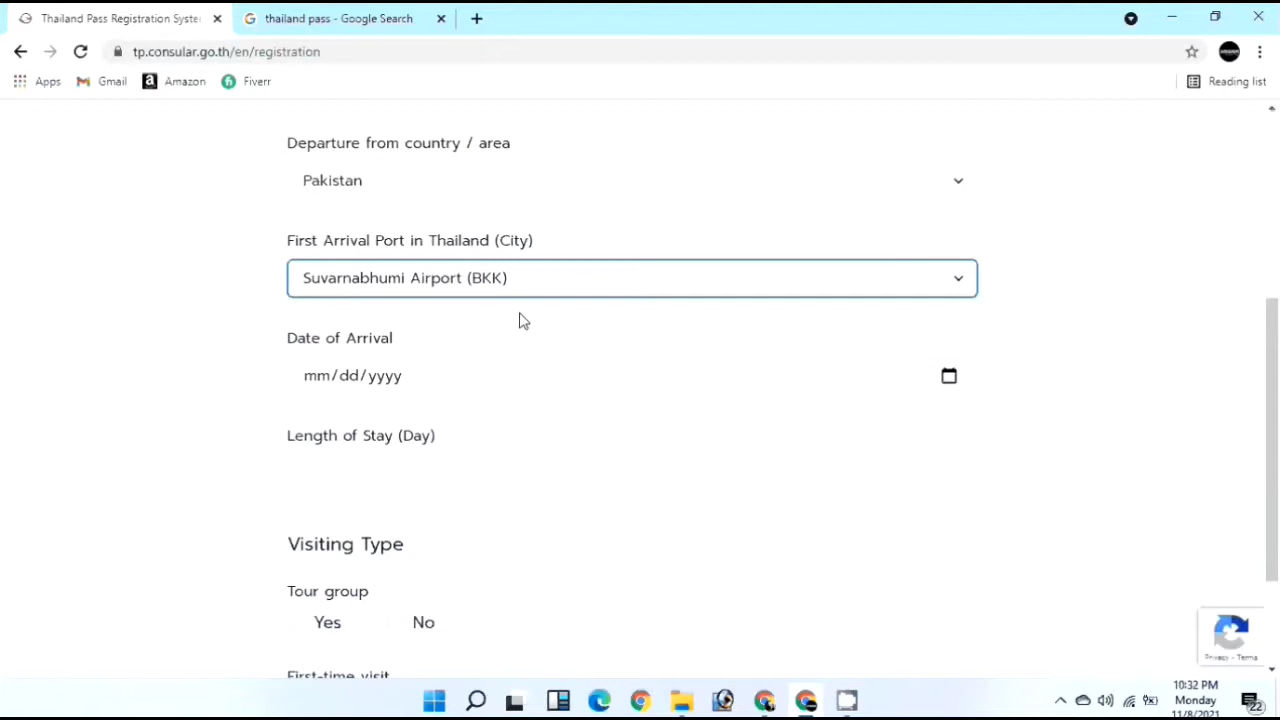 Thailand Pass Registration Syste
thailand pass - Google Search
tp.consular.go.th/en/registration
Apps
Gmail
Amazon
Fiverr
Reading list
Departure from country / area
Pakistan
First Arrival Port in Thailand (City)
Suvarnabhumi Airport (BKK)
Date of Arrival
mm/dd/yyyy
Length of Stay (Day)
Visiting Type
Tour group
Yes No
First-time visit
Privacy - Terms
10:32 PM
Monday
11/8/2021
22